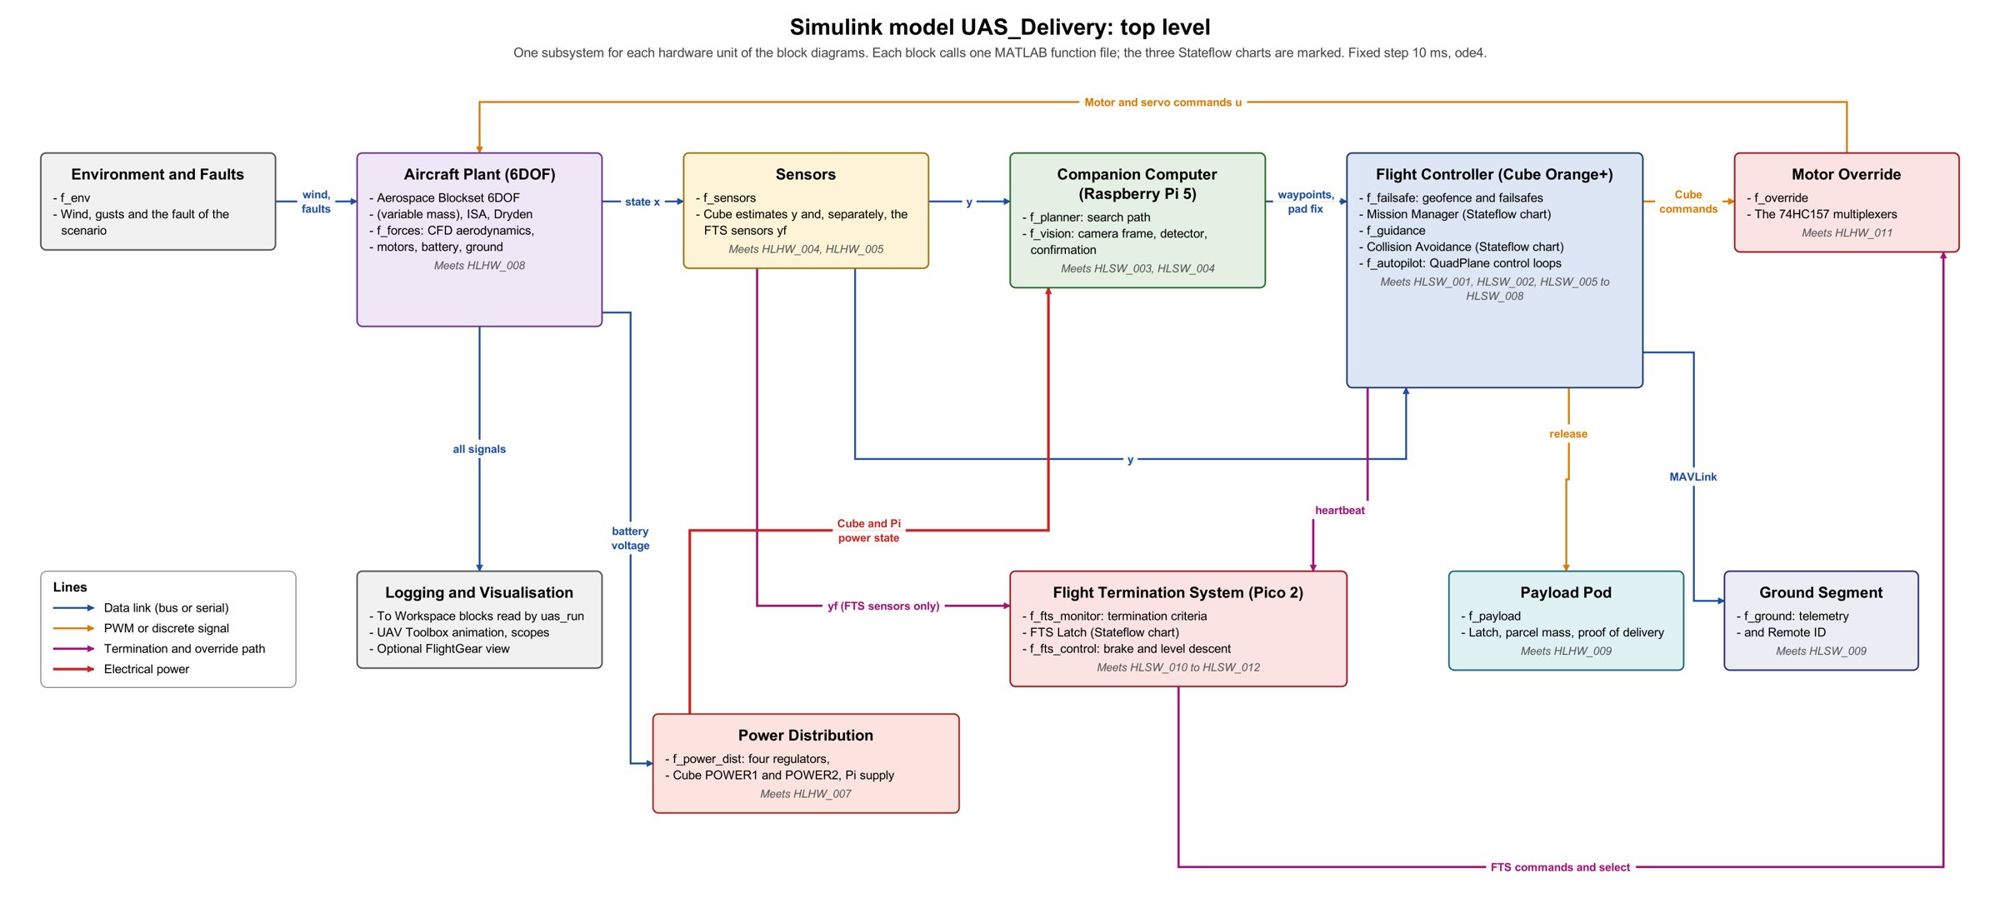 Simulink model UAS_Delivery: top level
One subsystem for each hardware unit of the block diagrams. Each block calls one MATLAB function file; the three Stateflow charts are marked. Fixed step 10 ms, ode4.
Motor and servo commands u
Environment and Faults
- f_env
- Wind, gusts and the fault of the
scenario
wind,
faults
Aircraft Plant (6DOF)
- Aerospace Blockset 6DOF
- (variable mass), ISA, Dryden
- f_forces: CFD aerodynamics,
- motors, battery, ground
Meets HLHW_008
state x
Sensors
- f_sensors
- Cube estimates y and, separately, the
FTS sensors yf
Meets HLHW_004, HLHW_005
y
Companion Computer
(Raspberry Pi 5)
- f_planner: search path
- f_vision: camera frame, detector,
confirmation
Meets HLSW_003, HLSW_004
waypoints,
pad fix
Flight Controller (Cube Orange+)
- f_failsafe: geofence and failsafes
- Mission Manager (Stateflow chart)
- f_guidance
- Collision Avoidance (Stateflow chart)
- f_autopilot: QuadPlane control loops
Meets HLSW_001, HLSW_002, HLSW_005 to
HLSW_008
Cube
commands
Motor Override
- f_override
- The 74HC157 multiplexers
Meets HLHW_011
all signals
battery
voltage
y
Cube and Pi
power state
heartbeat
release
MAVLink
yf (FTS sensors only)
Lines
Data link (bus or serial)
PWM or discrete signal
Termination and override path
Electrical power
Logging and Visualisation
- To Workspace blocks read by uas_run
- UAV Toolbox animation, scopes
- Optional FlightGear view
Flight Termination System (Pico 2)
- f_fts_monitor: termination criteria
- FTS Latch (Stateflow chart)
- f_fts_control: brake and level descent
Meets HLSW_010 to HLSW_012
Payload Pod
- f_payload
- Latch, parcel mass, proof of delivery
Meets HLHW_009
Ground Segment
- f_ground: telemetry
- and Remote ID
Meets HLSW_009
Power Distribution
- f_power_dist: four regulators,
- Cube POWER1 and POWER2, Pi supply
Meets HLHW_007
FTS commands and select